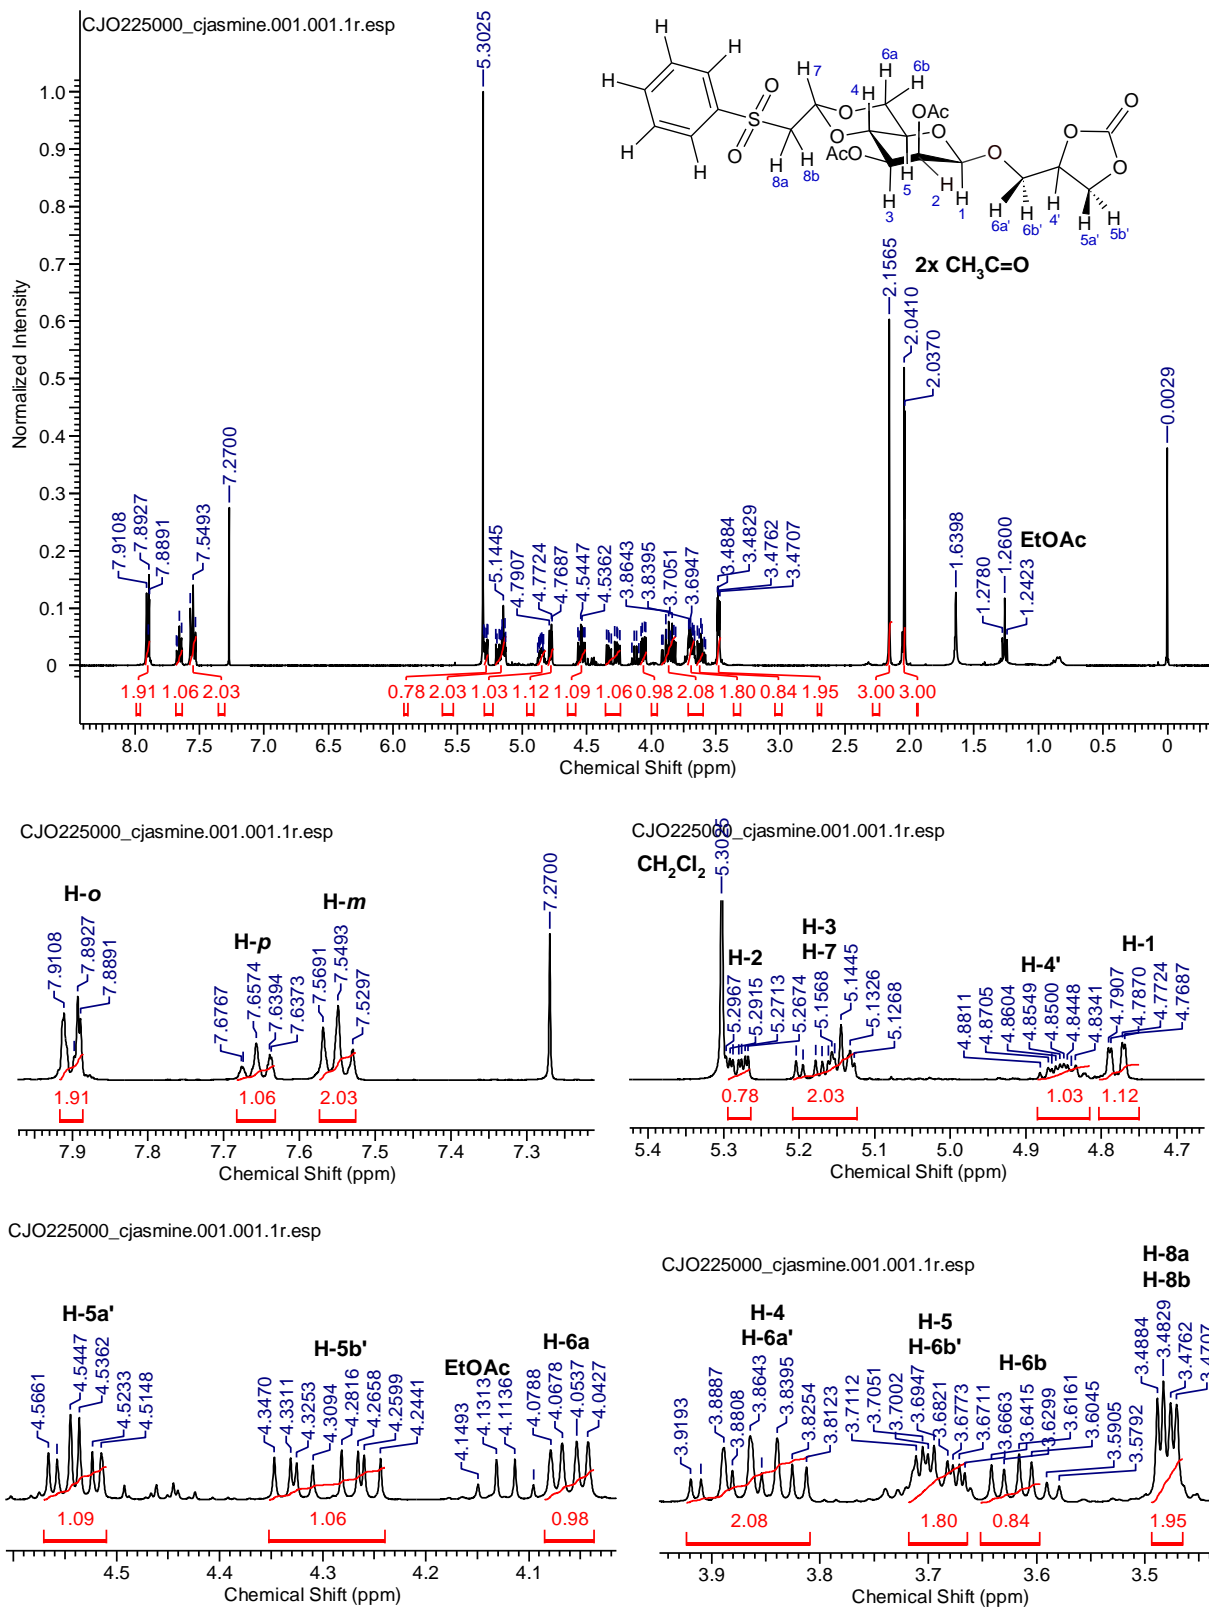 CJO225000_cjasmine.001.001.1r.esp
5.3025
H H H H H
O S O
H 7
4 H
H 6a
H 6b
O O
OAc
AcO
O
O
H 8a
H 8b
H 3
H 5
H 2
H 1
H 6a'
H 6b'
H 4'
H 5a'
H 5b'
O O O
Normalized Intensity
1.0
0.9
0.8
0.7
0.6
0.5
0.4
0.3
0.2
0.1
0
2x CH3C=O
EtOAc
7.9108
7.8927
7.8891
7.5493
7.2700
5.1445
4.7907
4.7724
4.7687
4.5447
4.5362
3.8643
3.8395
3.7051
3.6947
3.4884
3.4829
3.4762
3.4707
2.1565
2.0410
2.0370
1.6398
1.2780
1.2600
1.2423
0.0029
1.91 1.06 2.03 0.78 2.03 1.03 1.12 1.09 1.06 0.98 2.08 1.80 0.84 1.95 3.00 3.00
8.0 7.5 7.0 6.5 6.0 5.5 5.0 4.5 4.0 3.5 3.0 2.5 2.0 1.5 1.0 0.5 0
Chemical Shift (ppm)
CJO225000_cjasmine.001.001.1r.esp
H-o
7.9108
7.8927
7.8891
H-p
7.6767
7.6574
7.6394
7.6373
H-m
7.5691
7.5493
7.5297
7.2700
1.91 1.06 2.03
7.9 7.8 7.7 7.6 7.5 7.4 7.3
Chemical Shift (ppm)
CJO225000_cjasmine.001.001.1r.esp
CH2Cl2
5.3025
H-2
5.2967
5.2915
5.2713
5.2674
H-3
H-7
5.1568
5.1445
5.1326
5.1268
H-4'
4.8811
4.8705
4.8604
4.8549
4.8500
4.8448
4.8341
H-1
4.7907
4.7870
4.7724
4.7687
0.78 2.03 1.03 1.12
5.4 5.3 5.2 5.1 5.0 4.9 4.8 4.7
Chemical Shift (ppm)
CJO225000_cjasmine.001.001.1r.esp
H-5a'
4.5661
4.5447
4.5362
4.5233
4.5148
H-5b'
4.3470
4.3311
4.3253
4.3094
4.2816
4.2658
4.2599
4.2441
EtOAc
4.1493
4.1313
4.1136
H-6a
4.0788
4.0678
4.0537
4.0427
1.09 1.06 0.98
4.5 4.4 4.3 4.2 4.1
Chemical Shift (ppm)
CJO225000_cjasmine.001.001.1r.esp
H-4
H-6a'
3.9193
3.8887
3.8808
3.8643
3.8395
3.8254
3.8123
H-5
H-6b'
3.7112
3.7051
3.7002
3.6947
3.6821
3.6773
3.6711
3.6663
H-6b
3.6415
3.6299
3.6161
3.6045
3.5905
3.5792
H-8a
H-8b
3.4884
3.4829
3.4762
3.4707
2.08 1.80 0.84 1.95
3.9 3.8 3.7 3.6 3.5
Chemical Shift (ppm)